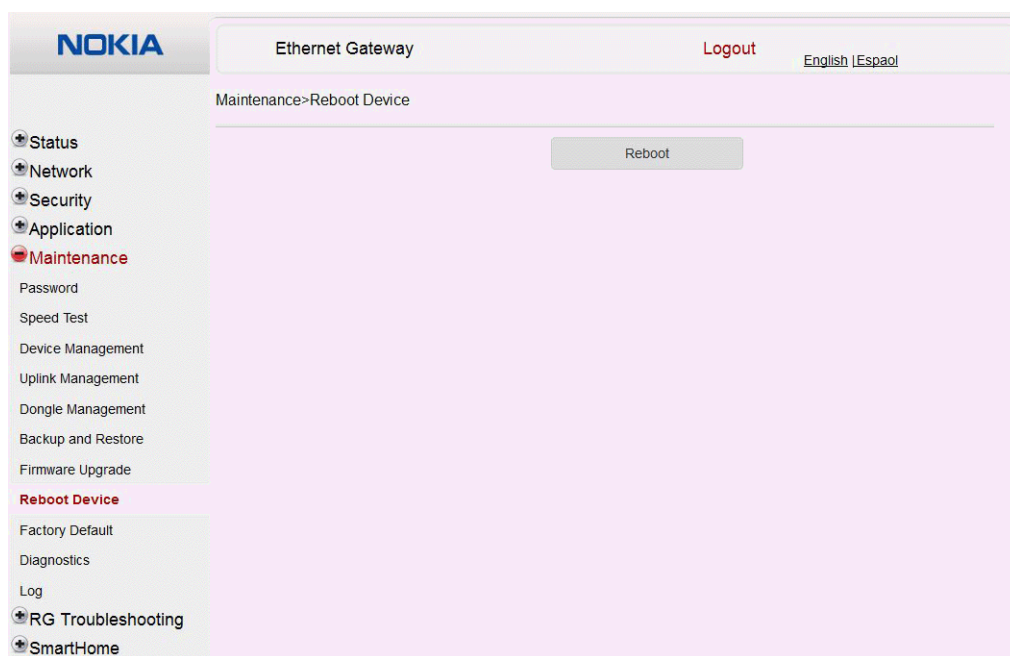 NOKIA
Ethernet Gateway
Logout
English |Espaol
Maintenance>Reboot Device
Reboot
Status
Network
Security
Application
Maintenance
Password
Speed Test
Device Management
Uplink Management
Dongle Management
Backup and Restore
Firmware Upgrade
Reboot Device
Factory Default
Diagnostics
Log
RG Troubleshooting
SmartHome